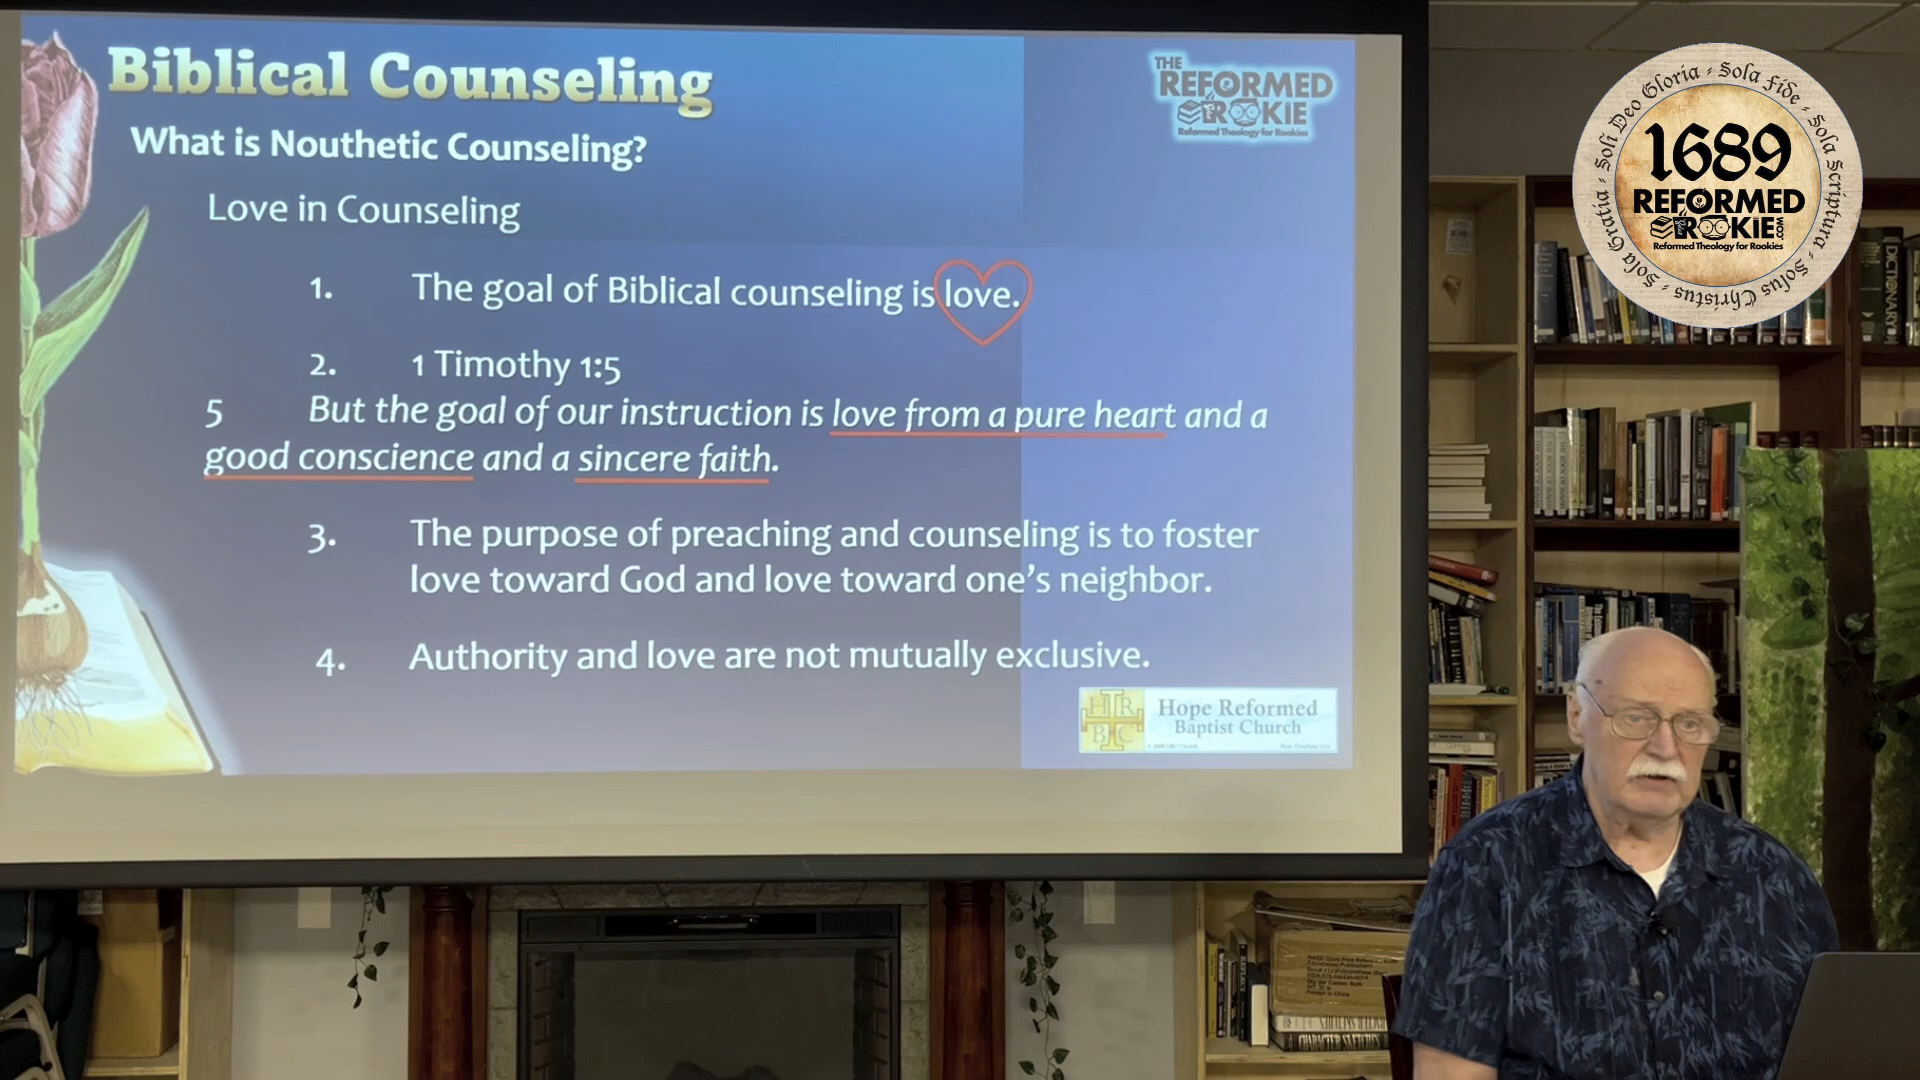 Biblical Counseling
THE
REFORMED
ROOKIE
Reformed Theology for Rookies
What is Nouthetic Counseling?
Love in Counseling
1. The goal of Biblical counseling is love.
2. 1 Timothy 1:5
5 But the goal of our instruction is love from a pure heart and a
good conscience and a sincere faith.
3. The purpose of preaching and counseling is to foster
love toward God and love toward one's neighbor.
4. Authority and love are not mutually exclusive.
H R
B C
Hope Reformed
Baptist Church
Soli Deo Gloria - Sola Fide - Sola Scriptura - Solus Christus - Sola Gratia -
1689
REFORMED
ROOKIE.COM
Reformed Theology for Rookies
DICTIONARY